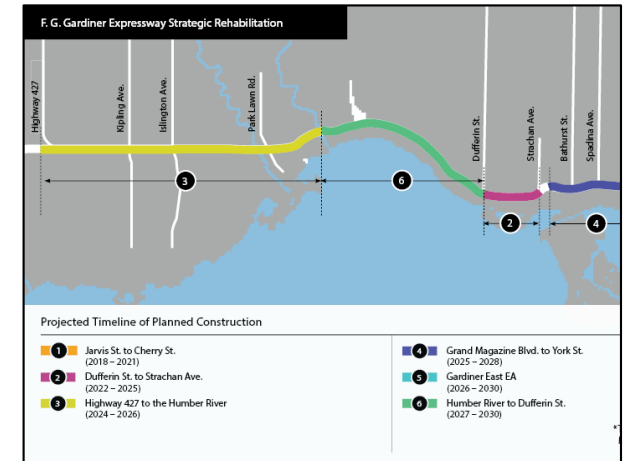 F. G. Gardiner Expressway Strategic Rehabilitation
Highway 427
Kipling Ave.
Islington Ave.
Park Lawn Rd.
Dufferin St.
Strachan Ave.
Bathurst St.
Spadina Ave.
3
6
2
4
Projected Timeline of Planned Construction
1 Jarvis St. to Cherry St.
(2018 – 2021)
2 Dufferin St. to Strachan Ave.
(2022 – 2025)
3 Highway 427 to the Humber River
(2024 – 2026)
4 Grand Magazine Blvd. to York St.
(2025 – 2028)
5 Gardiner East EA
(2026 – 2030)
6 Humber River to Dufferin St.
(2027 – 2030)